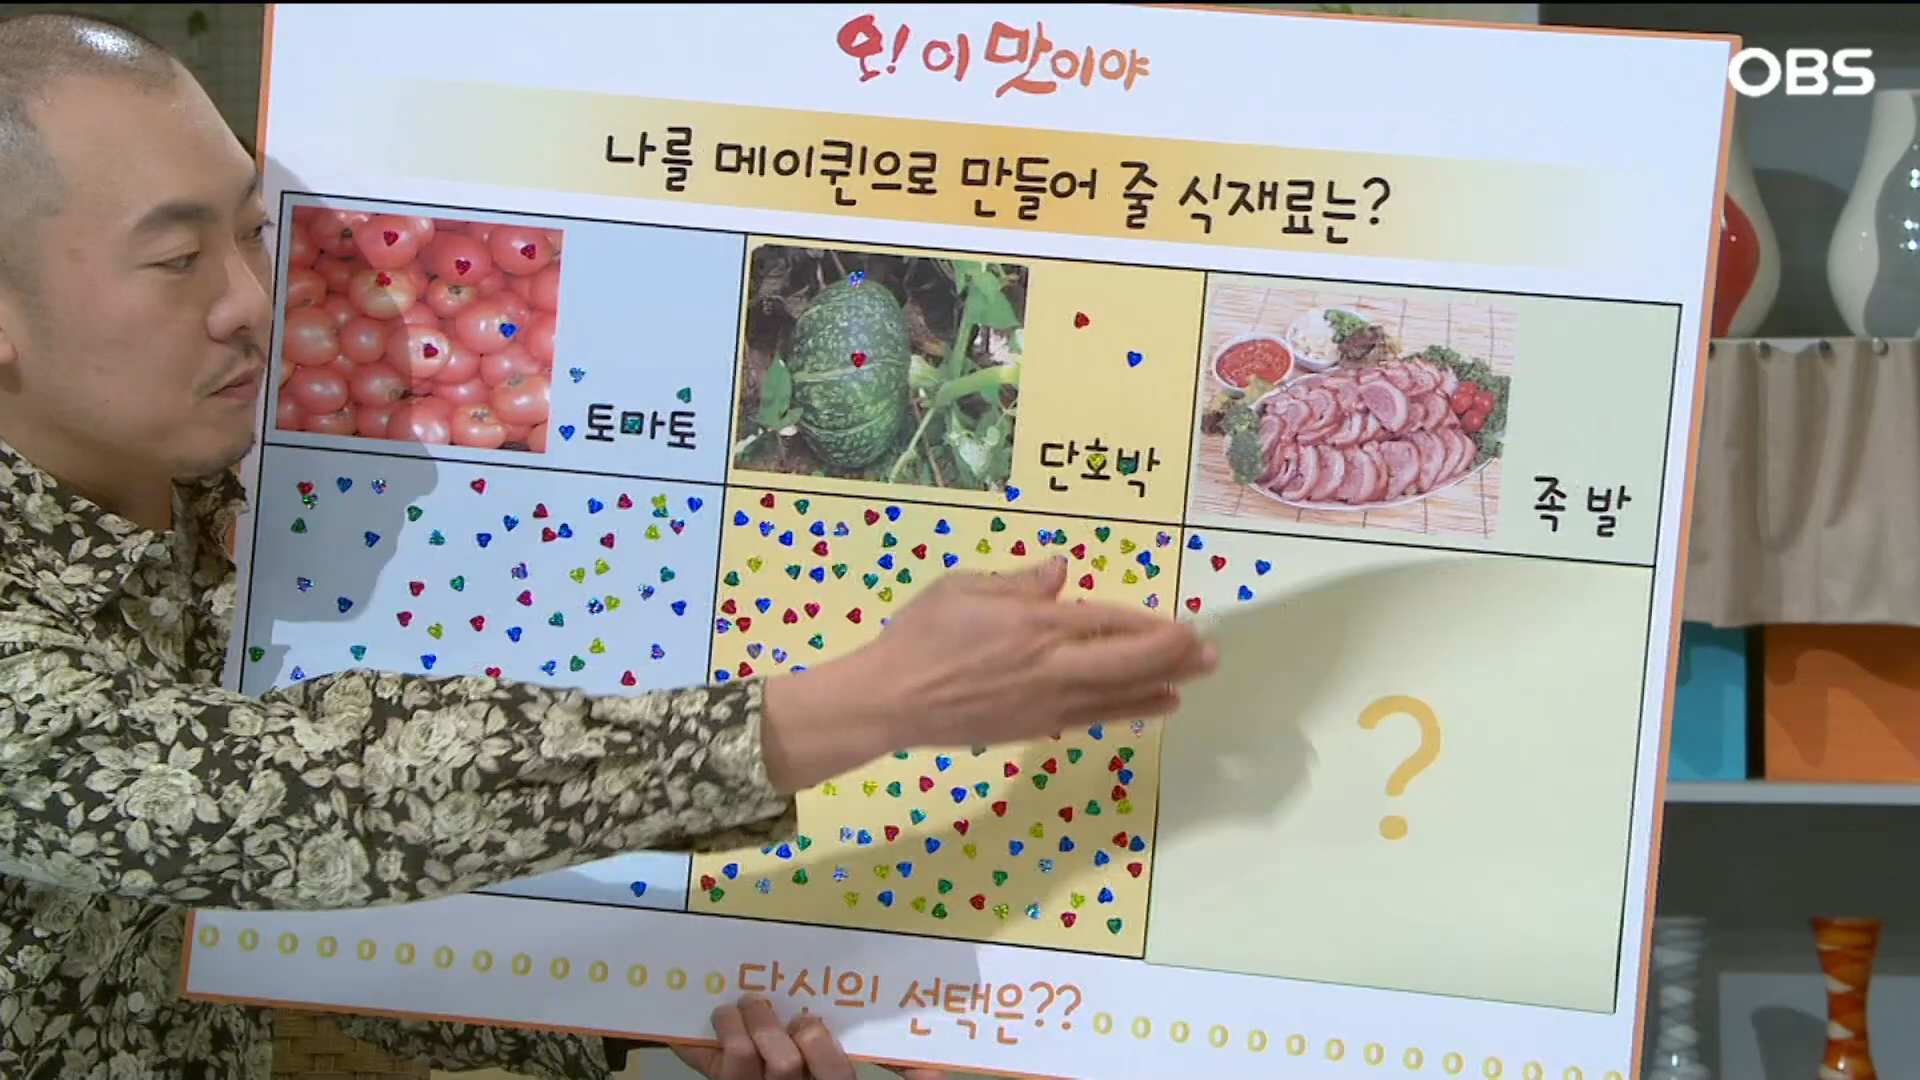 오! 이 맛이야
OBS
나를 메이퀸으로 만들어 줄 식재료는?
토마토
단호박
족발
?
당신의 선택은??